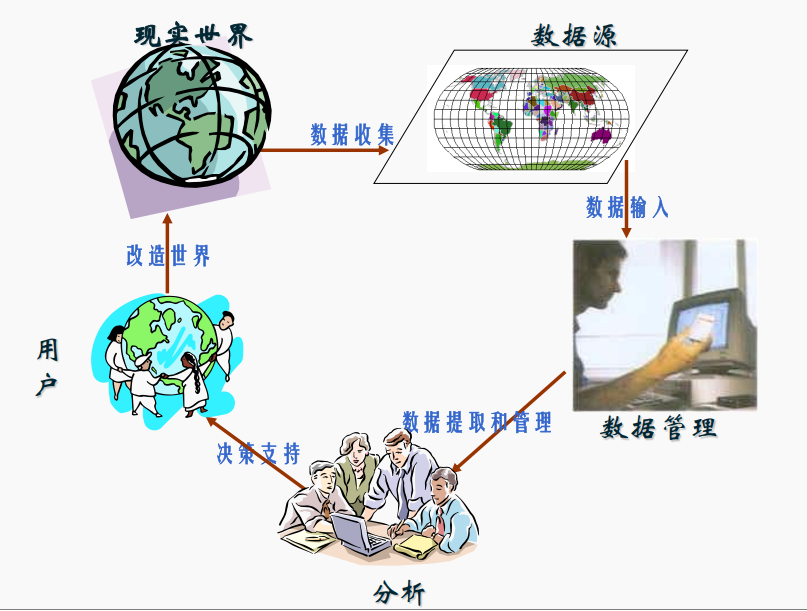 现实世界
数据源
数据收集
数据输入
改造世界
用户
数据提取和管理
数据管理
决策支持
分析